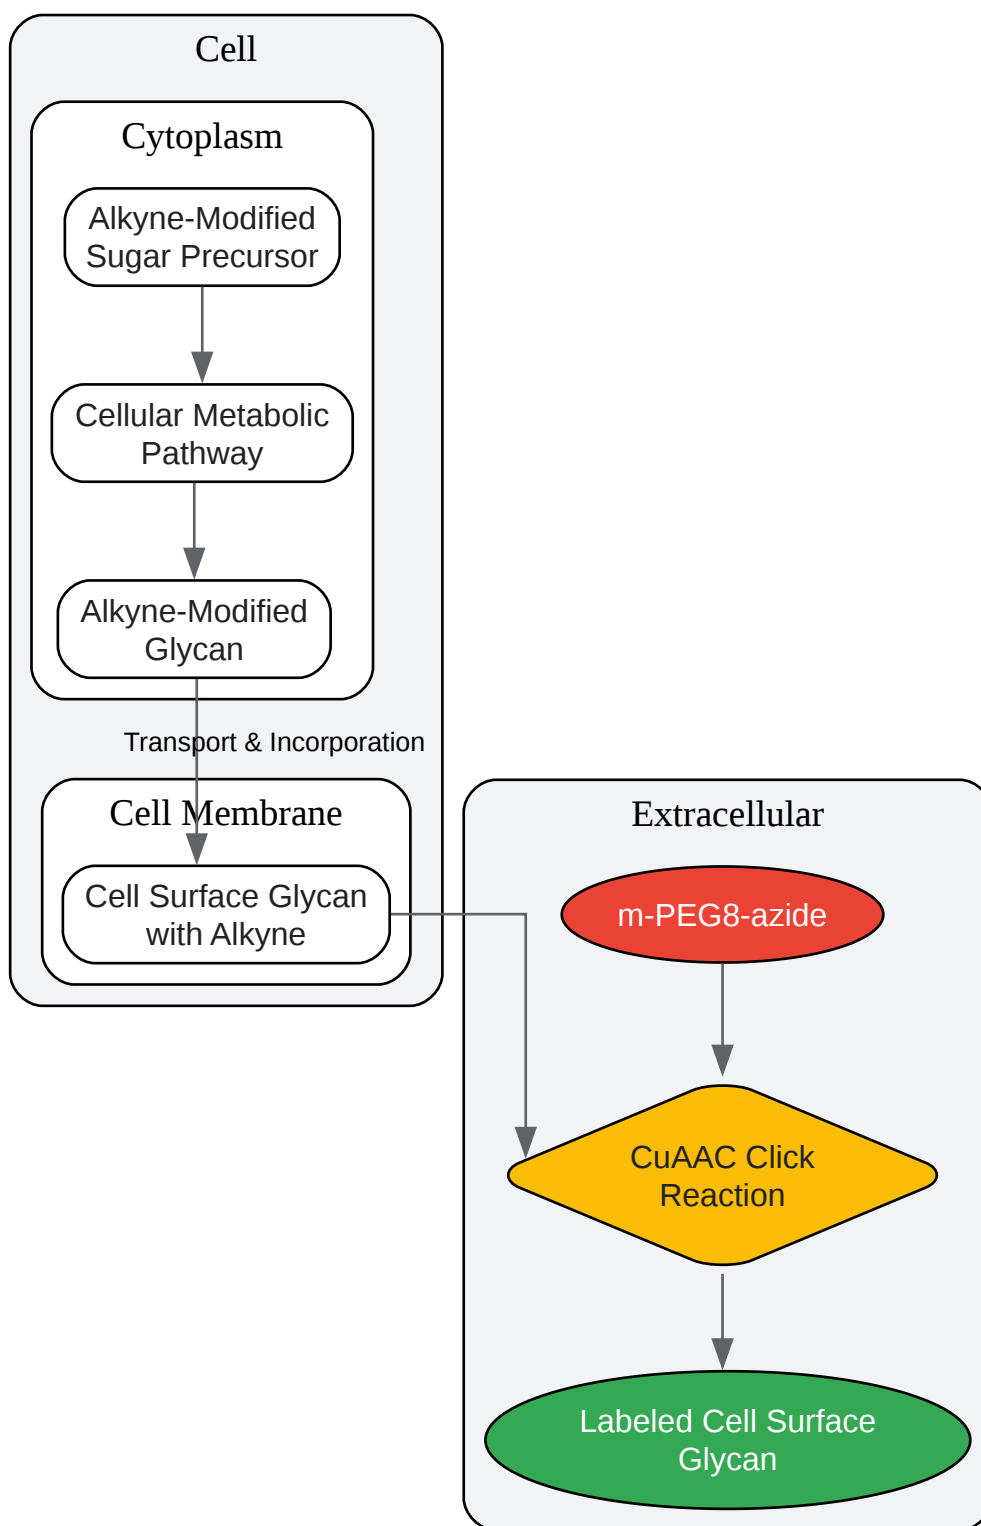 Cell
Cytoplasm
Alkyne-Modified
Sugar Precursor
Cellular Metabolic
Pathway
Alkyne-Modified
Glycan
Transport & Incorporation
Cell Membrane
Cell Surface Glycan
with Alkyne
Extracellular
m-PEG8-azide
CuAAC Click
Reaction
Labeled Cell Surface
Glycan